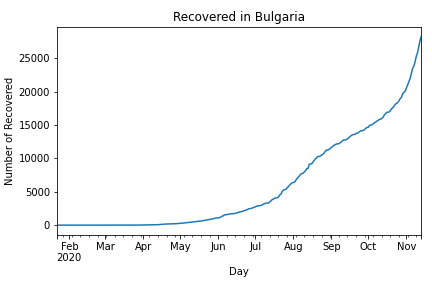 Recovered in Bulgaria
Number of Recovered
25000
20000
15000
10000
5000
0
Feb Mar Apr May Jun Jul Aug Sep Oct Nov
2020
Day